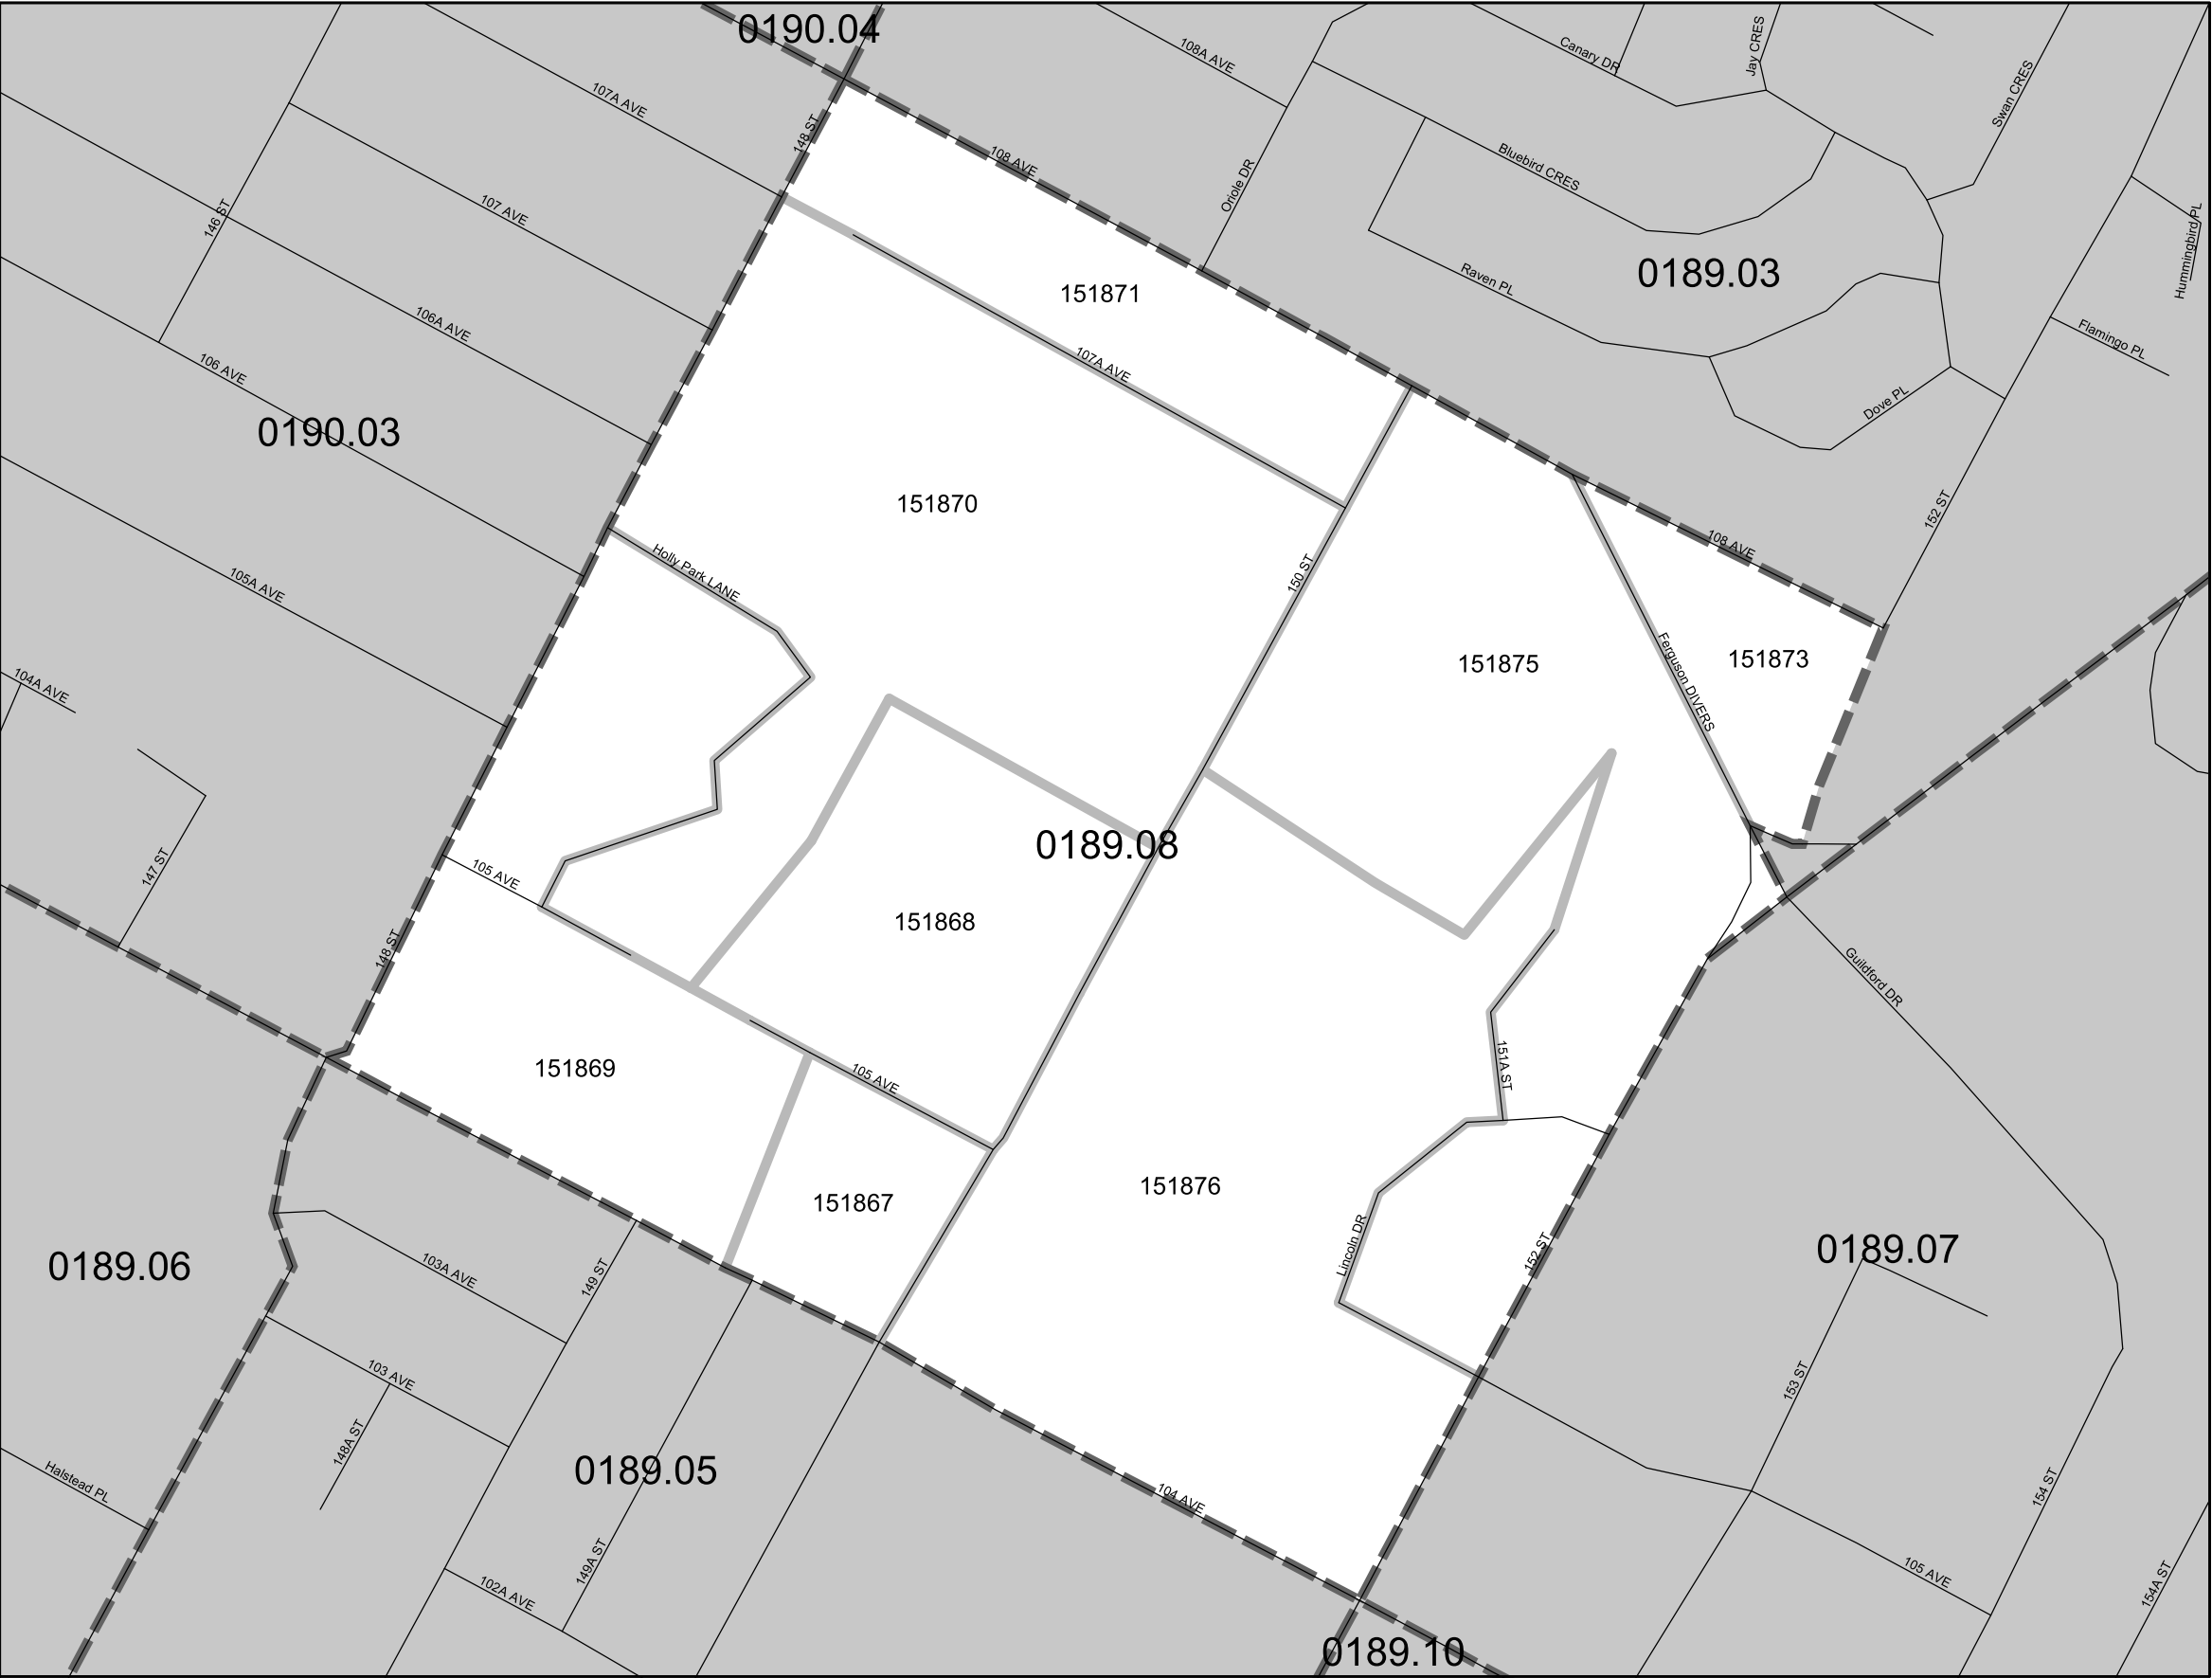 0190.04
108A AVE
Canary DR
Jay CRES
Swan CRES
107A AVE
148 ST
108 AVE
Bluebird CRES
Oriole DR
146 ST
107 AVE
Hummingbird PL
0189.03
Raven PL
151871
106A AVE
Flamingo PL
107A AVE
106 AVE
Dove PL
0190.03
151870
152 ST
108 AVE
Holly Park LANE
150 ST
105A AVE
151875
151873
Ferguson DIVERS
104A AVE
0189.08
147 ST
105 AVE
151868
148 ST
Guildford DR
151869
105 AVE
151A ST
151876
151867
Lincoln DR
152 ST
0189.07
0189.06
103A AVE
149 ST
103 AVE
153 ST
148A ST
0189.05
Halstead PL
104 AVE
154 ST
149A ST
102A AVE
105 AVE
154A ST
0189.10